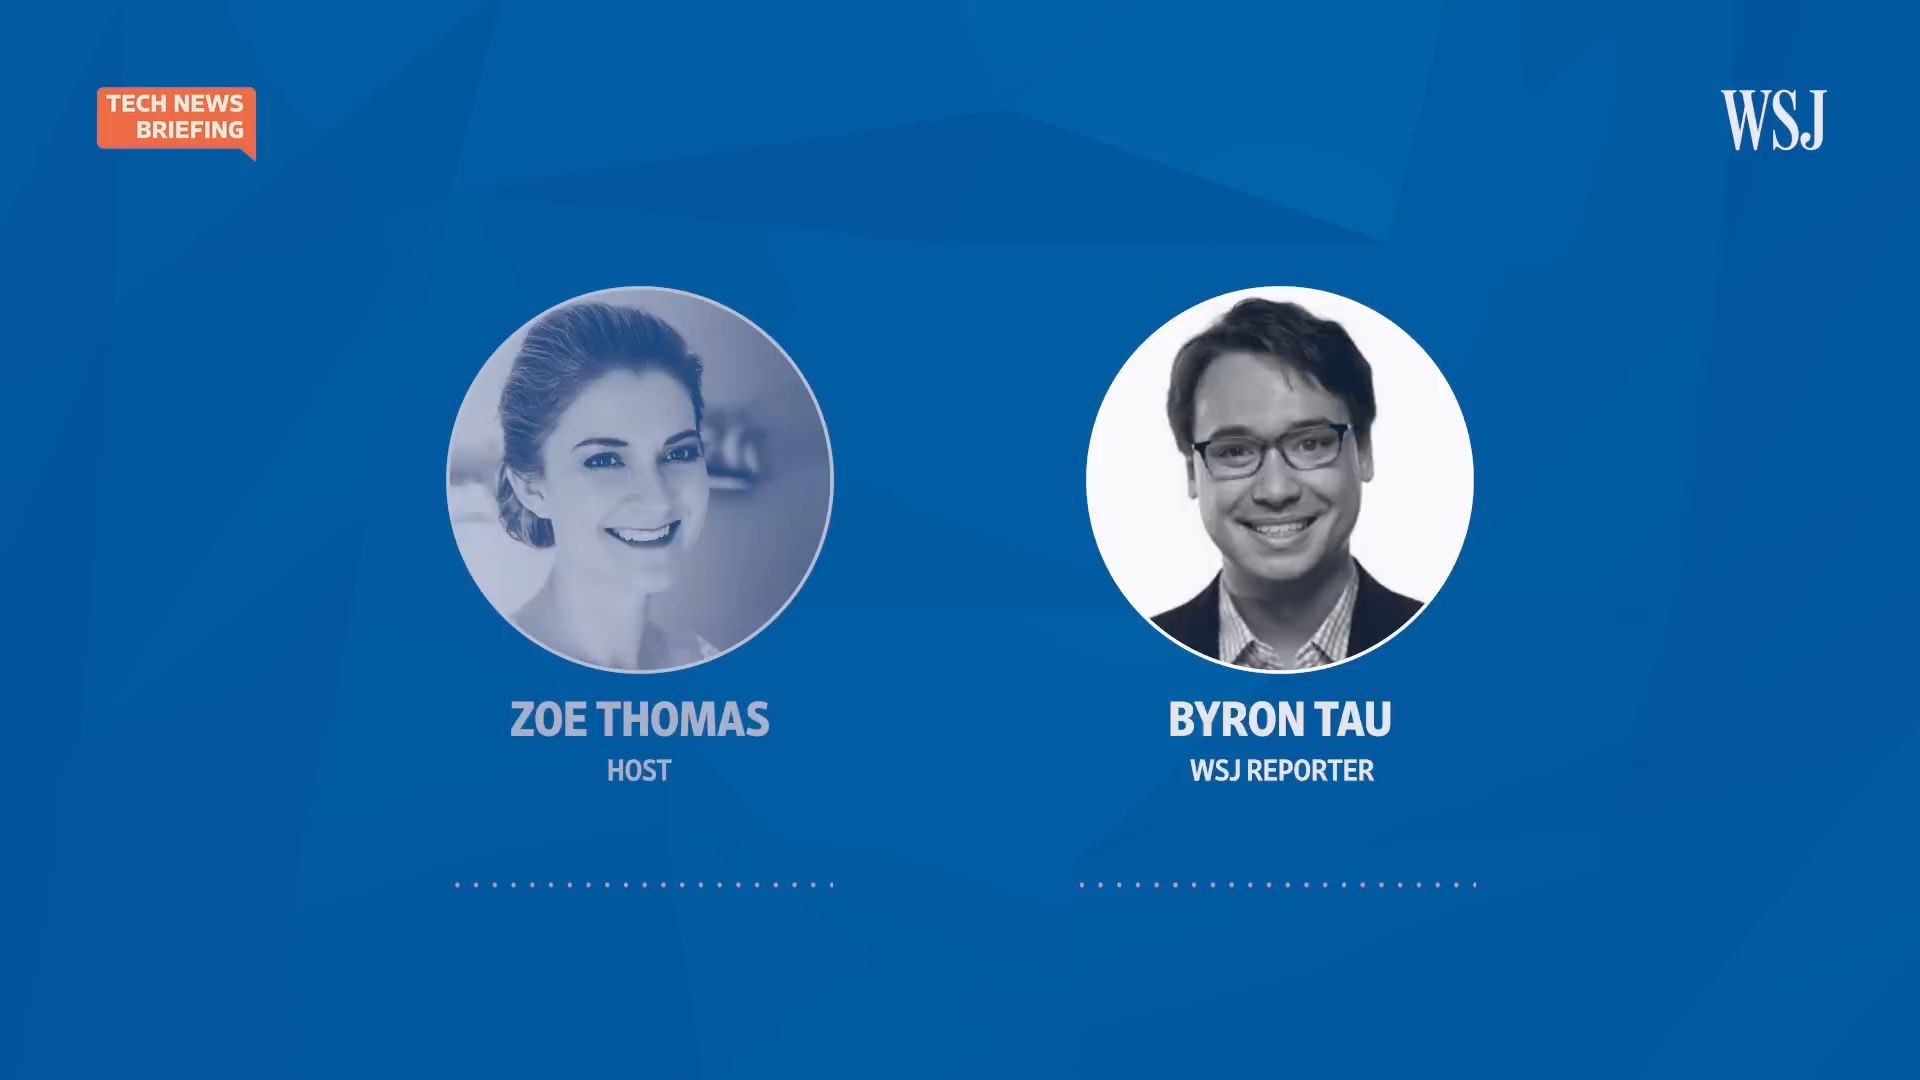 TECH NEWS
BRIEFING
WSJ
ZOE THOMAS
HOST
BYRON TAU
WSJ REPORTER